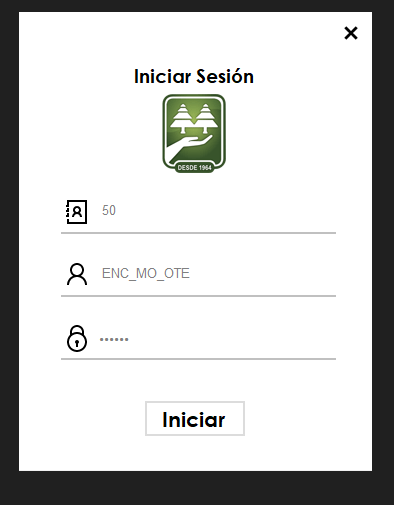 Iniciar Sesión
DESDE 1964
50
ENC_MO_OTE
••••••
Iniciar